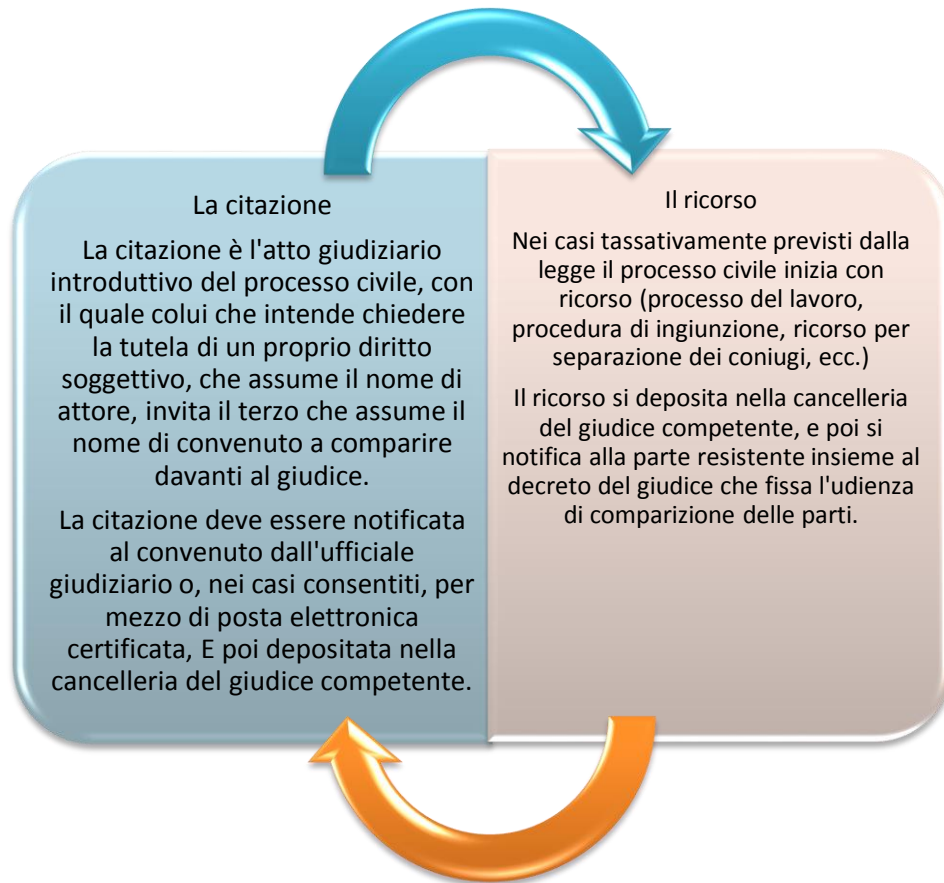 La citazione
La citazione è l'atto giudiziario
introduttivo del processo civile, con
il quale colui che intende chiedere
la tutela di un proprio diritto
soggettivo, che assume il nome di
attore, invita il terzo che assume il
nome di convenuto a comparire
davanti al giudice.
La citazione deve essere notificata
al convenuto dall'ufficiale
giudiziario o, nei casi consentiti, per
mezzo di posta elettronica
certificata, E poi depositata nella
cancelleria del giudice competente.
Il ricorso
Nei casi tassativamente previsti dalla
legge il processo civile inizia con
ricorso (processo del lavoro,
procedura di ingiunzione, ricorso per
separazione dei coniugi, ecc.)
Il ricorso si deposita nella cancelleria
del giudice competente, e poi si
notifica alla parte resistente insieme al
decreto del giudice che fissa l'udienza
di comparizione delle parti.